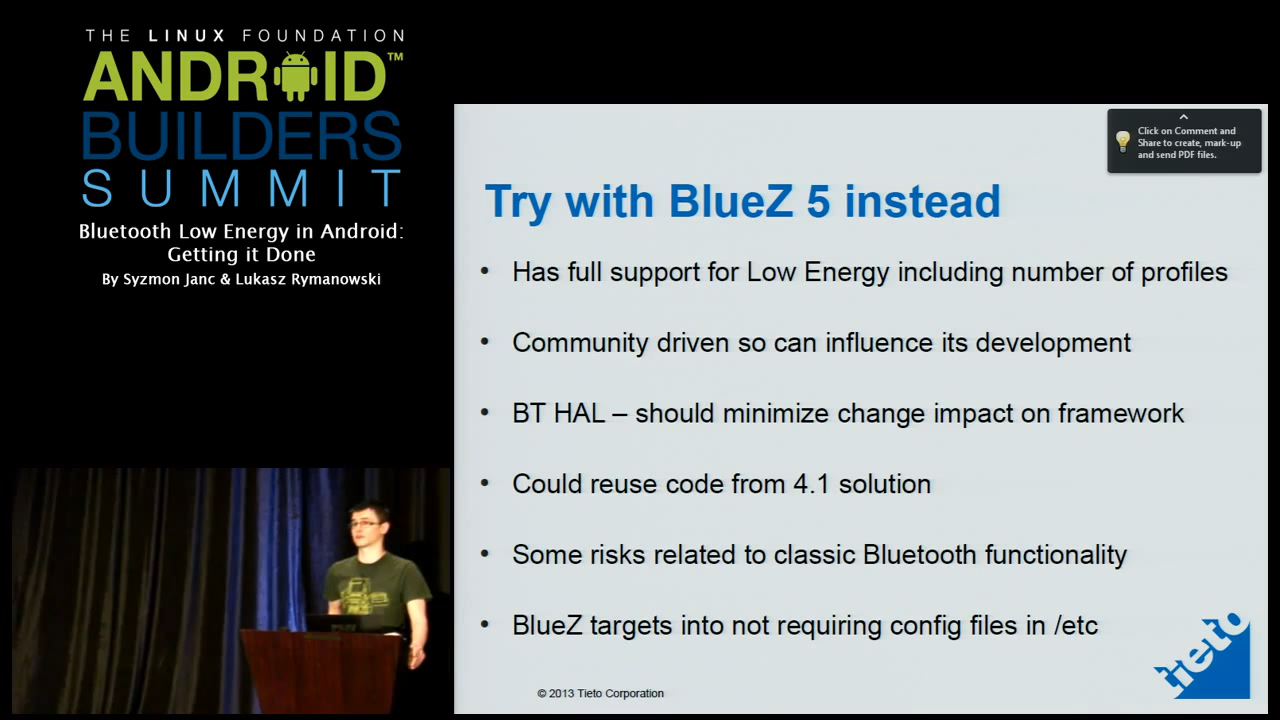 THE LINUX FOUNDATION
ANDROID™
BUILDERS
SUMMIT
Bluetooth Low Energy in Android:
Getting it Done
By Syzmon Janc & Lukasz Rymanowski
Click on Comment and
Share to create, mark-up
and send PDF files.
Try with BlueZ 5 instead
• Has full support for Low Energy including number of profiles
• Community driven so can influence its development
• BT HAL – should minimize change impact on framework
• Could reuse code from 4.1 solution
• Some risks related to classic Bluetooth functionality
• BlueZ targets into not requiring config files in /etc
tieto
© 2013 Tieto Corporation